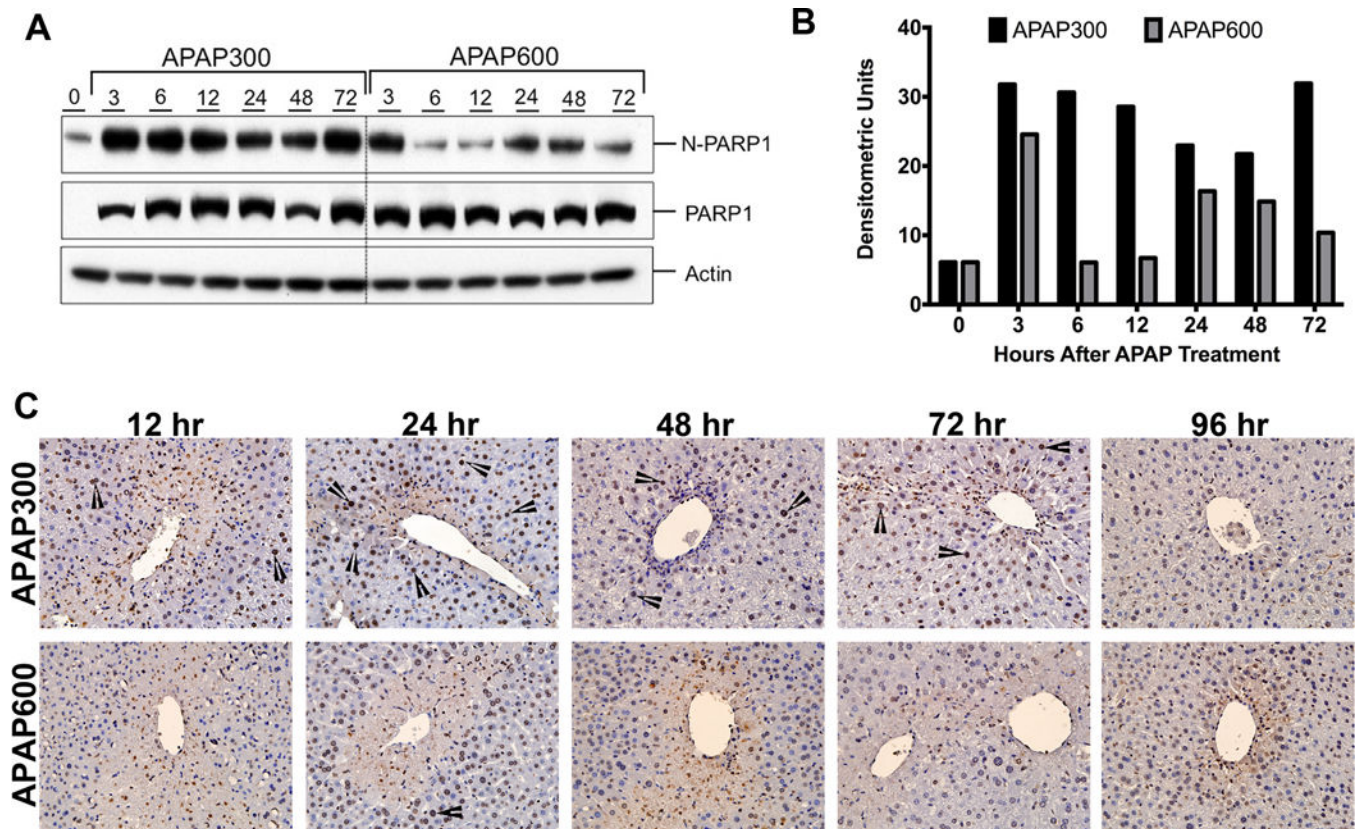 A
APAP300 APAP600
0 3 6 12 24 48 72 3 6 12 24 48 72
N-PARP1
PARP1
Actin
B
APAP300 APAP600
Densitometric Units
40
30
20
10
0
0 3 6 12 24 48 72
Hours After APAP Treatment
C
12 hr 24 hr 48 hr 72 hr 96 hr
APAP300
APAP600